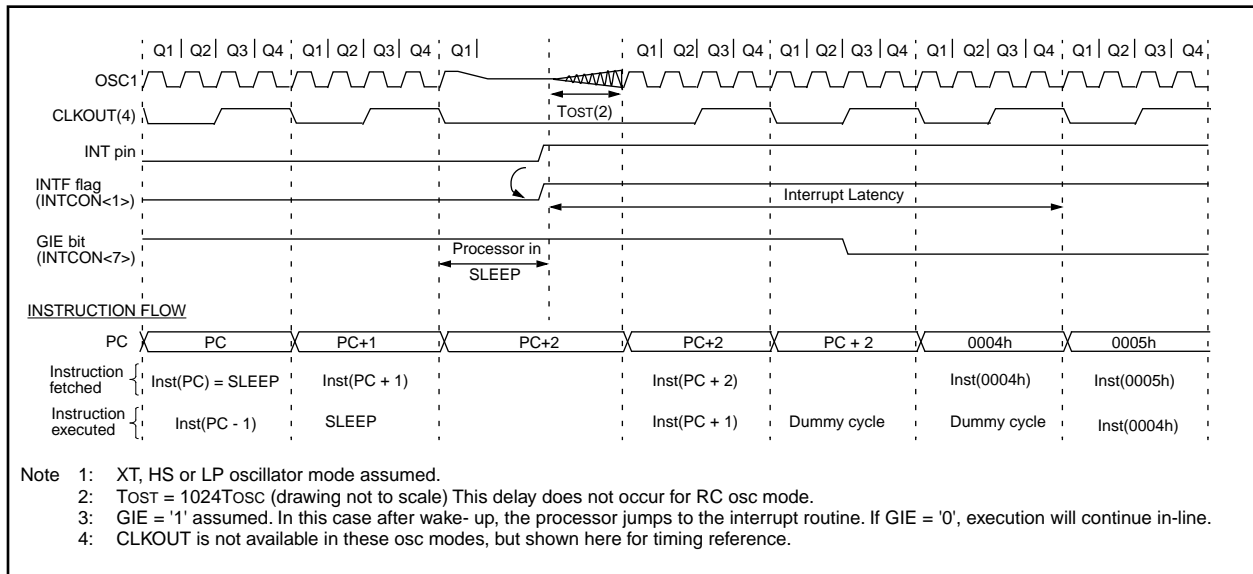 Q1 Q2 Q3 Q4 Q1 Q2 Q3 Q4 Q1 Q1 Q2 Q3 Q4 Q1 Q2 Q3 Q4 Q1 Q2 Q3 Q4 Q1 Q2 Q3 Q4
OSC1
TOST(2)
CLKOUT(4)
INT pin
INTF flag
(INTCON<1>)
Interrupt Latency
GIE bit
(INTCON<7>)
Processor in
SLEEP
INSTRUCTION FLOW
PC PC PC+1 PC+2 PC+2 PC + 2 0004h 0005h
Instruction
fetched
Inst(PC) = SLEEP Inst(PC + 1) Inst(PC + 2) Inst(0004h) Inst(0005h)
Instruction
executed
Inst(PC - 1) SLEEP Inst(PC + 1) Dummy cycle Dummy cycle Inst(0004h)
Note 1: XT, HS or LP oscillator mode assumed.
2: TOST = 1024TOSC (drawing not to scale) This delay does not occur for RC osc mode.
3: GIE = '1' assumed. In this case after wake- up, the processor jumps to the interrupt routine. If GIE = '0', execution will continue in-line.
4: CLKOUT is not available in these osc modes, but shown here for timing reference.